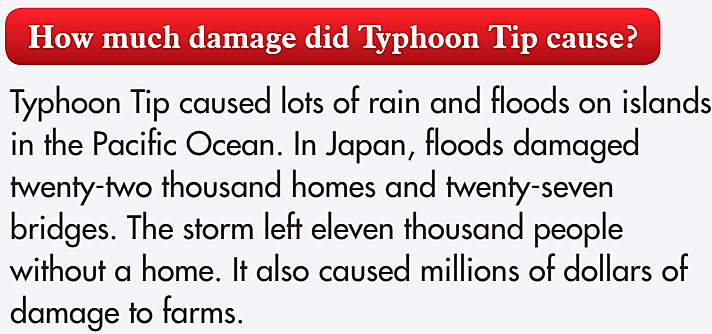 How much damage did Typhoon Tip cause?
Typhoon Tip caused lots of rain and floods on islands
in the Pacific Ocean. In Japan, floods damaged
twenty-two thousand homes and twenty-seven
bridges. The storm left eleven thousand people
without a home. It also caused millions of dollars of
damage to farms.